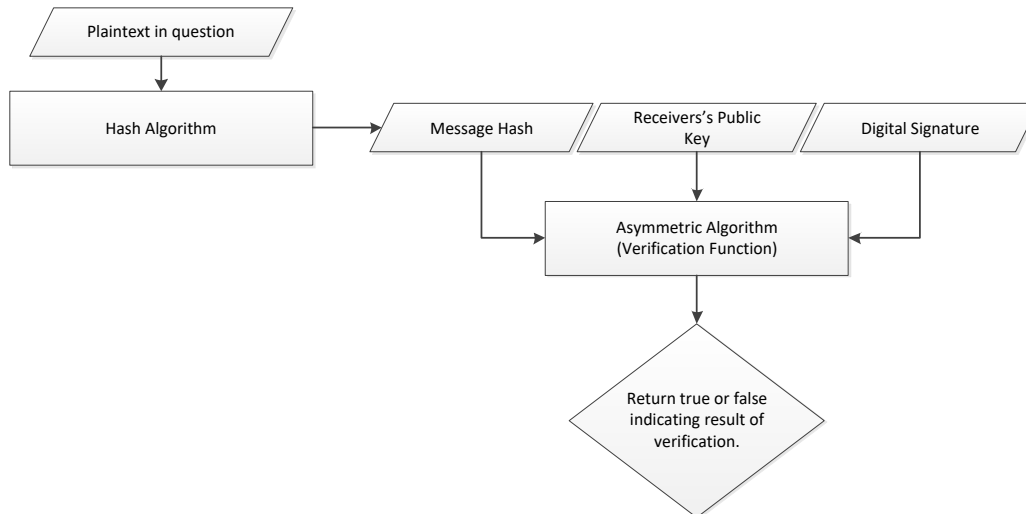 Plaintext in question
Hash Algorithm
Message Hash
Receivers's Public
Key
Digital Signature
Asymmetric Algorithm
(Verification Function)
Return true or false
indicating result of
verification.